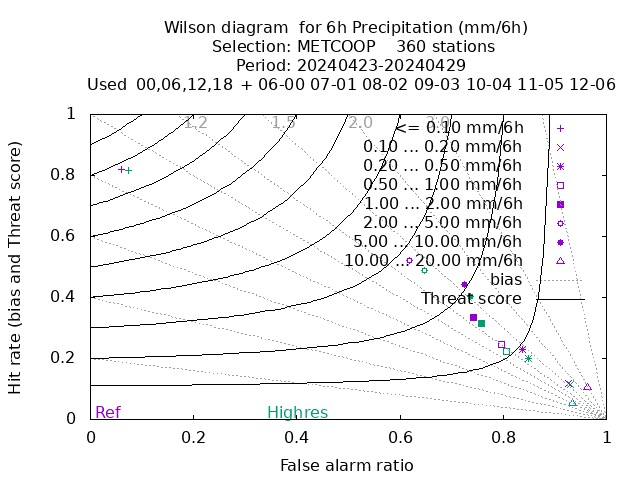 Wilson diagram  for 6h Precipitation (mm/6h)
Selection: METCOOP    360 stations
Period: 20240423-20240429
Used  00,06,12,18  + 06-00 07-01 08-02 09-03 10-04 11-05 12-06
1
1.2
1.5
2.0
3.0
<= 0.10 mm/6h
0.10 ... 0.20 mm/6h
0.20 ... 0.50 mm/6h
0.50 ... 1.00 mm/6h
1.00 ... 2.00 mm/6h
2.00 ... 5.00 mm/6h
5.00 ... 10.00 mm/6h
10.00 ... 20.00 mm/6h
bias
Threat score
0.8
0.6
0.4
0.2
0
Hit rate (bias and Threat score)
Ref
Highres
0 0.2 0.4 0.6 0.8 1
False alarm ratio